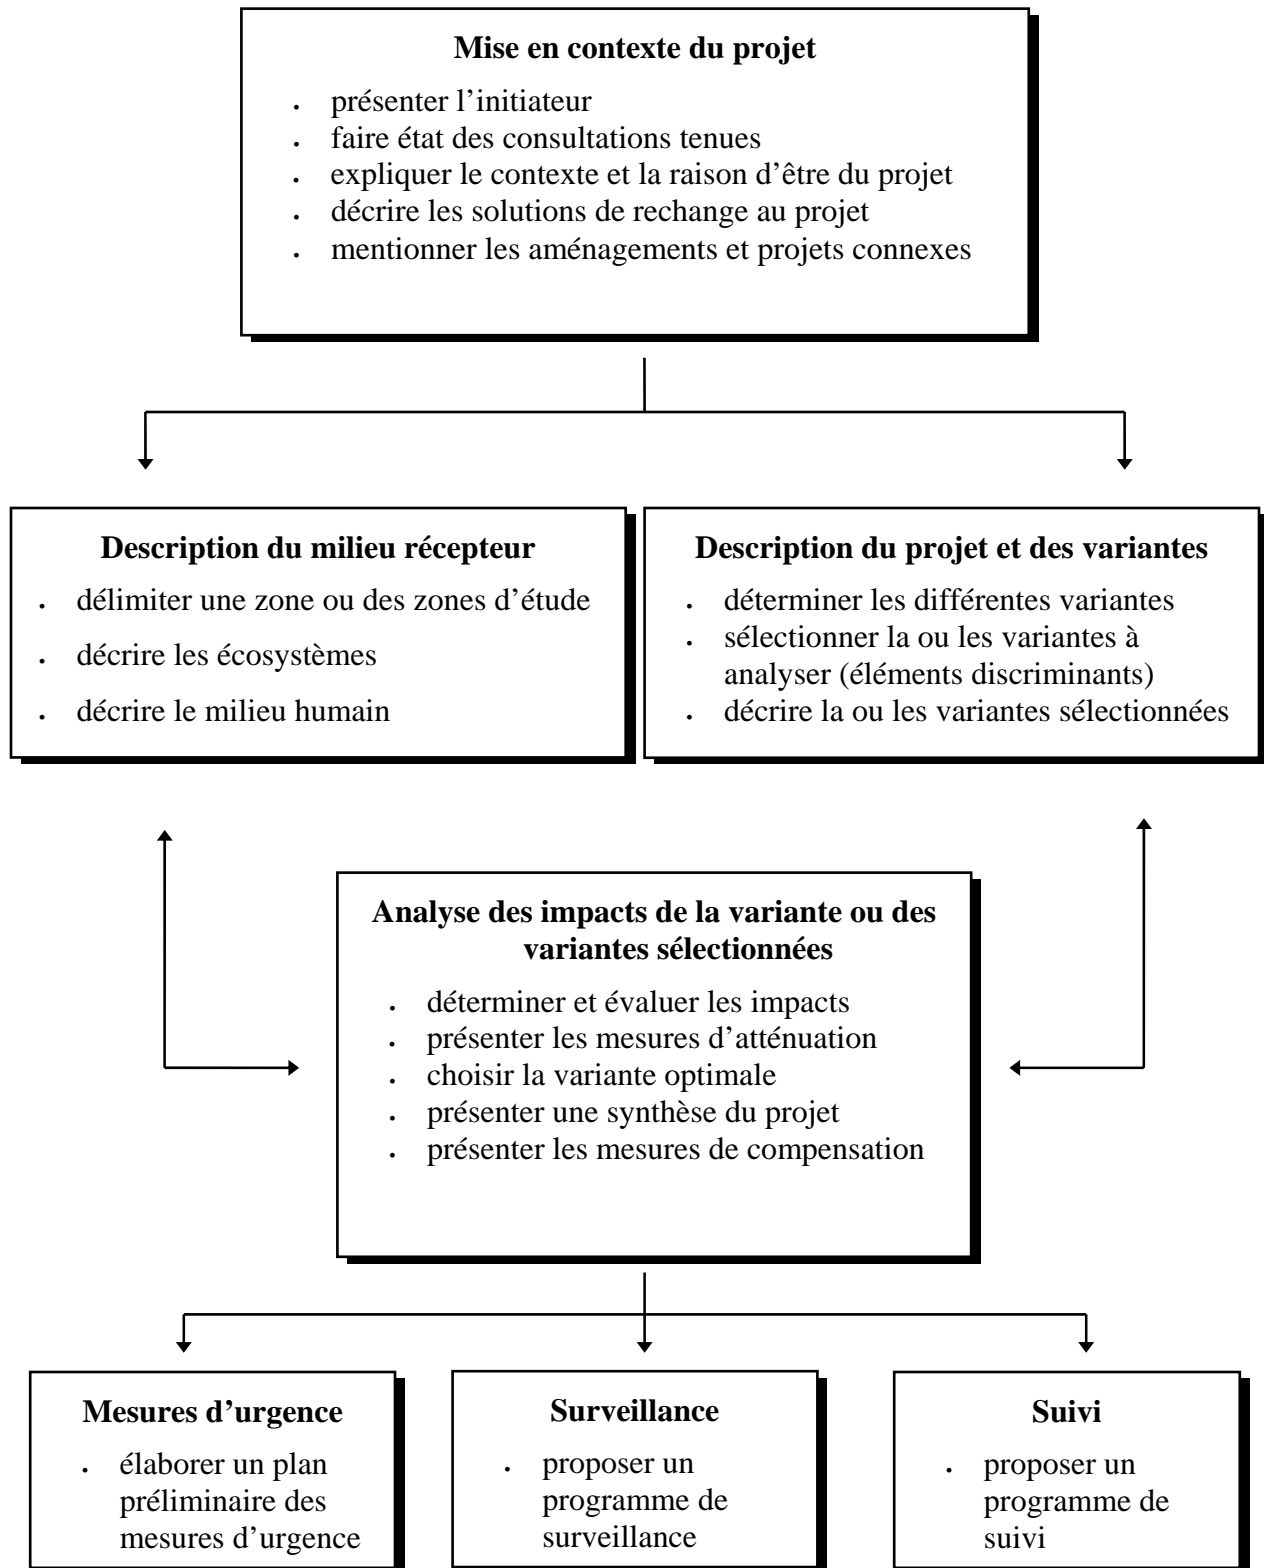 Mise en contexte du projet
. présenter l’initiateur
. faire état des consultations tenues
. expliquer le contexte et la raison d’être du projet
. décrire les solutions de rechange au projet
. mentionner les aménagements et projets connexes
Description du milieu récepteur
. délimiter une zone ou des zones d’étude
. décrire les écosystèmes
. décrire le milieu humain
Description du projet et des variantes
. déterminer les différentes variantes
. sélectionner la ou les variantes à
analyser (éléments discriminants)
. décrire la ou les variantes sélectionnées
Analyse des impacts de la variante ou des
variantes sélectionnées
. déterminer et évaluer les impacts
. présenter les mesures d’atténuation
. choisir la variante optimale
. présenter une synthèse du projet
. présenter les mesures de compensation
Mesures d’urgence
. élaborer un plan
préliminaire des
mesures d’urgence
Surveillance
. proposer un
programme de
surveillance
Suivi
. proposer un
programme de
suivi